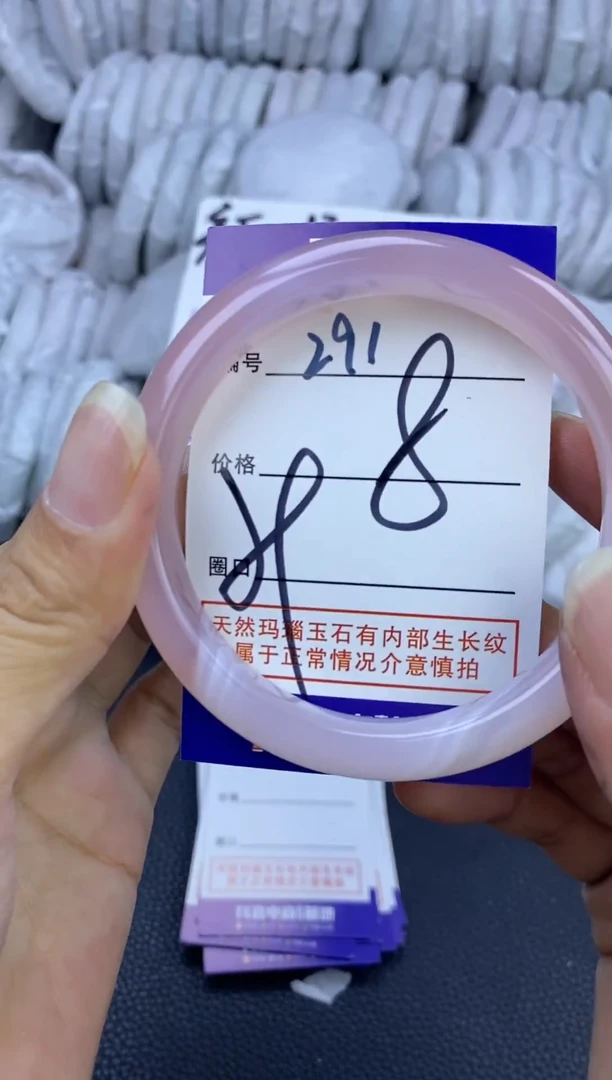 编号 291
8
价格
圈口
天然玛瑙玉石有内部生长纹
属于正常情况介意慎拍